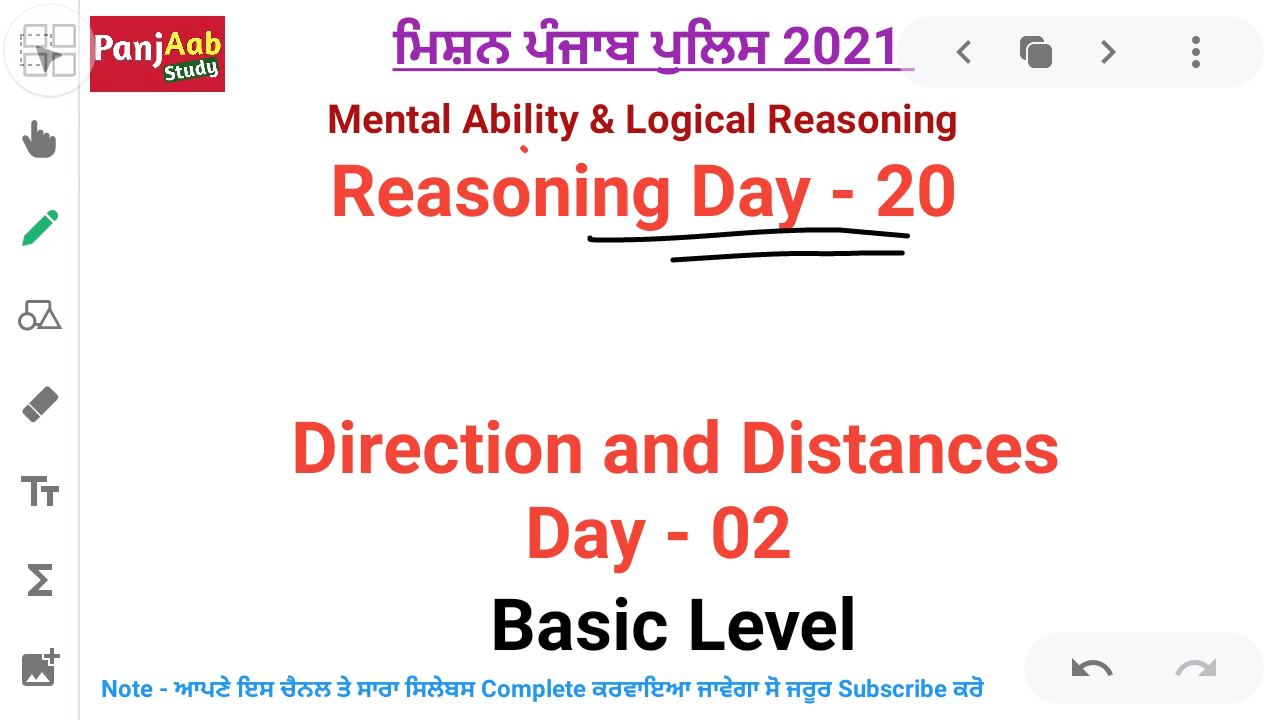 PanjAab
Study
ਮਿਸ਼ਨ ਪੰਜਾਬ ਪੁਲਿਸ 2021
Mental Ability & Logical Reasoning
Reasoning Day - 20
Direction and Distances
Day - 02
Basic Level
Note - ਆਪਣੇ ਇਸ ਚੈਨਲ ਤੇ ਸਾਰਾ ਸਿਲੇਬਸ Complete ਕਰਵਾਇਆ ਜਾਵੇਗਾ ਸੋ ਜਰੂਰ Subscribe ਕਰੋ